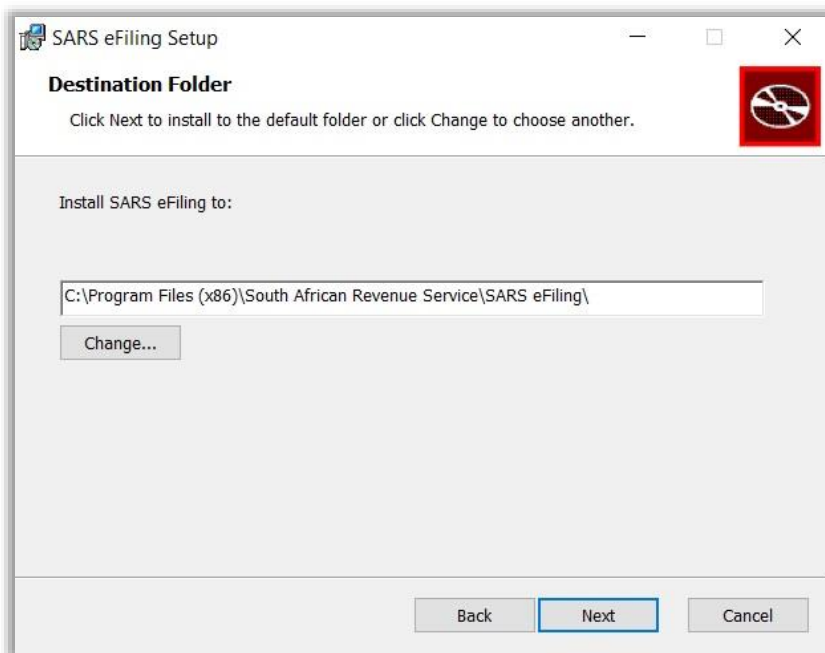 SARS eFiling Setup
Destination Folder
Click Next to install to the default folder or click Change to choose another.
Install SARS eFiling to:
C:\Program Files (x86)\South African Revenue Service\SARS eFiling\
Change...
Back Next Cancel